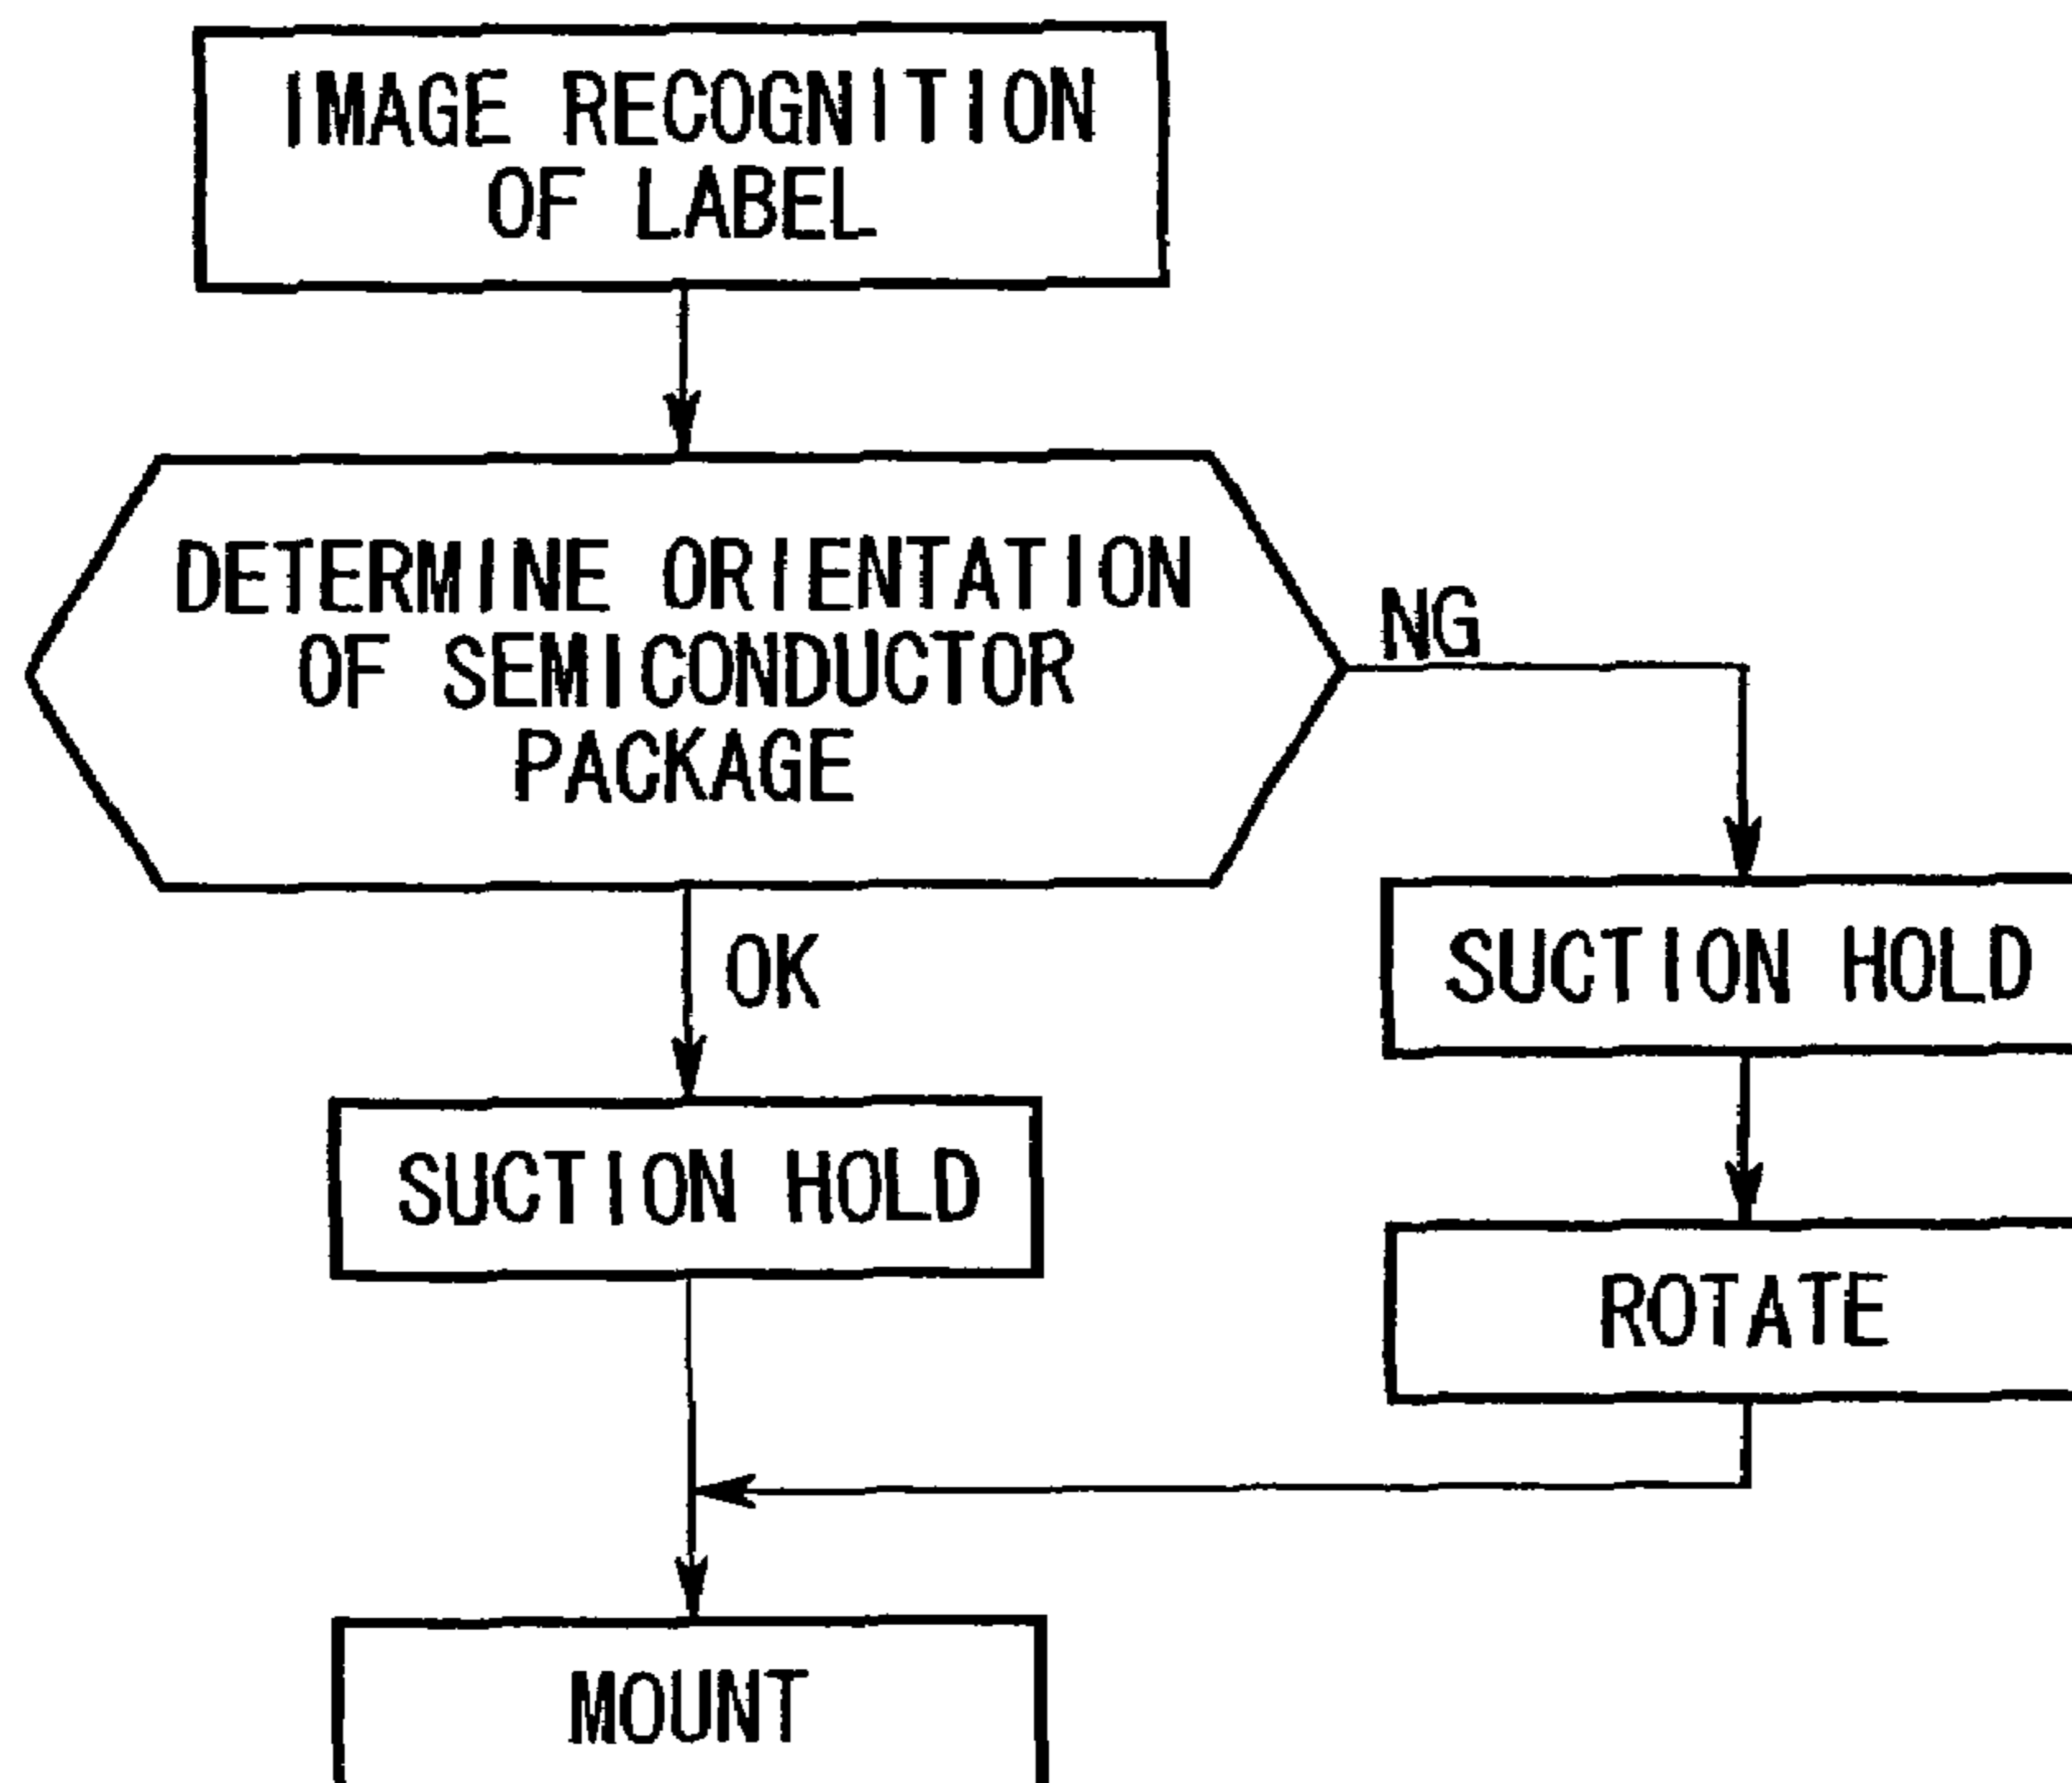 IMAGE RECOGNITION
OF LABEL
DETERMINE ORIENTATION
OF SEMICONDUCTOR
PACKAGE
NG
OK
SUCTION HOLD
SUCTION HOLD
ROTATE
MOUNT